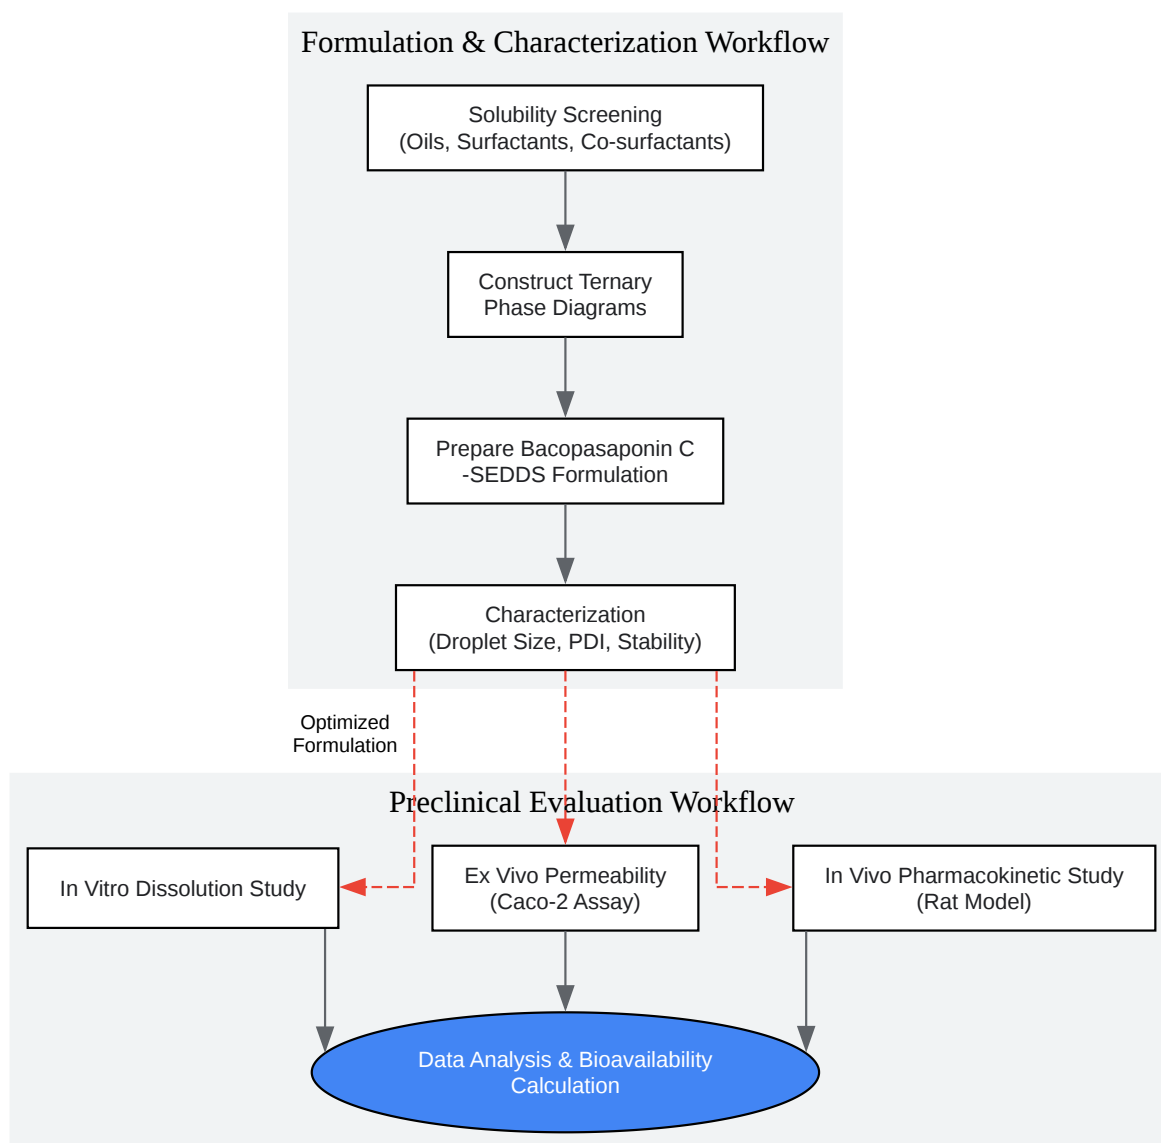 Formulation & Characterization Workflow
Solubility Screening
(Oils, Surfactants, Co-surfactants)
Construct Ternary
Phase Diagrams
Prepare Bacopasaponin C
-SEDDS Formulation
Characterization
(Droplet Size, PDI, Stability)
Optimized
Formulation
Preclinical Evaluation Workflow
In Vitro Dissolution Study
Ex Vivo Permeability
(Caco-2 Assay)
In Vivo Pharmacokinetic Study
(Rat Model)
Data Analysis & Bioavailability
Calculation